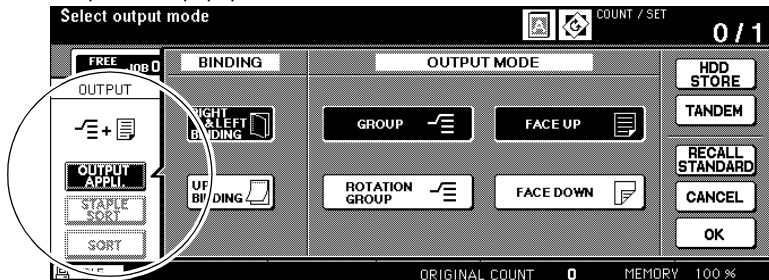 Select output mode
COUNT / SET
0 / 1
FREE JOB 0
BINDING
OUTPUT MODE
HDD
STORE
OUTPUT
TANDEM
RIGHT
&LEFT
BINDING
GROUP
FACE UP
OUTPUT
APPLI.
RECALL
STANDARD
STAPLE
SORT
BINDING
ROTATION
GROUP
FACE DOWN
CANCEL
SORT
OK
ORIGINAL COUNT 0 MEMORY 100 %